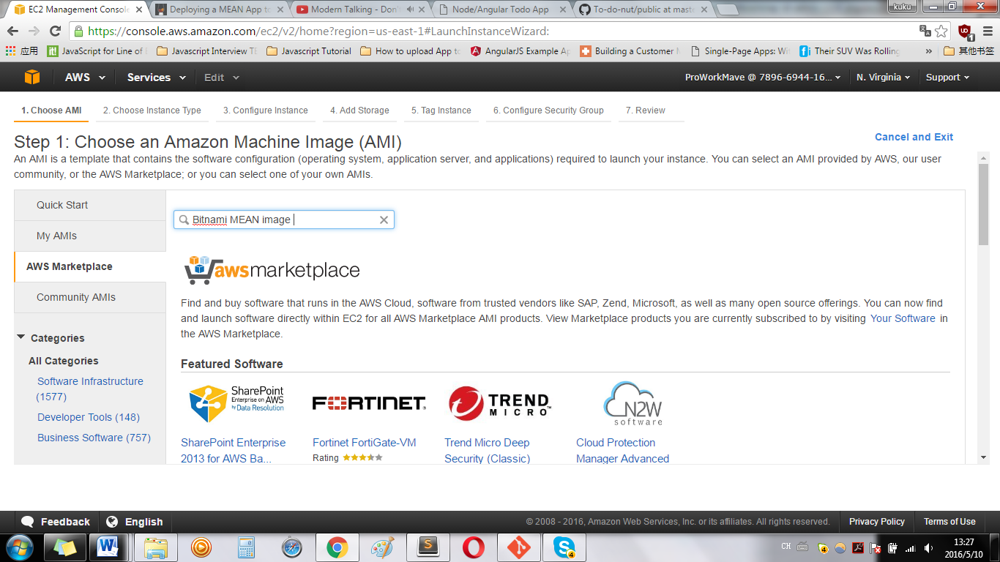 EC2 Management Console
Deploying a MEAN App to
Modern Talking - Don'
Node/Angular Todo App
To-do-nut/public at mast
kuku
https://console.aws.amazon.com/ec2/v2/home?region=us-east-1#LaunchInstanceWizard:
应用
JavaScript for Line of
Javascript Interview
Javascript Tutorial
How to upload App to
AngularJS Example
Building a Customer
Single-Page Apps:
Their SUV Was Rolling
»
其他书签
AWS
Services
Edit
ProWorkMave @ 7896-6944-16...
N. Virginia
Support
1. Choose AMI
2. Choose Instance Type
3. Configure Instance
4. Add Storage
5. Tag Instance
6. Configure Security Group
7. Review
Step 1: Choose an Amazon Machine Image (AMI)
Cancel and Exit
An AMI is a template that contains the software configuration (operating system, application server, and applications) required to launch your instance. You can select an AMI provided by AWS, our user
community, or the AWS Marketplace; or you can select one of your own AMIs.
Quick Start
My AMIs
AWS Marketplace
Community AMIs
Categories
All Categories
Software Infrastructure
(1577)
Developer Tools (148)
Business Software (757)
Bitnami MEAN image
awsmarketplace
Find and buy software that runs in the AWS Cloud, software from trusted vendors like SAP, Zend, Microsoft, as well as many open source offerings. You can now find
and launch software directly within EC2 for all AWS Marketplace AMI products. View Marketplace products you are currently subscribed to by visiting Your Software in
the AWS Marketplace.
Featured Software
SharePoint
Enterprise on AWS
by Data Resolution
FORTINET
TREND
MICRO
N2W
software
SharePoint Enterprise
2013 for AWS Ba...
Fortinet FortiGate-VM
Rating
Trend Micro Deep
Security (Classic)
Cloud Protection
Manager Advanced
Feedback
English
© 2008 - 2016, Amazon Web Services, Inc. or its affiliates. All rights reserved.
Privacy Policy
Terms of Use
CH
13:27
2016/5/10